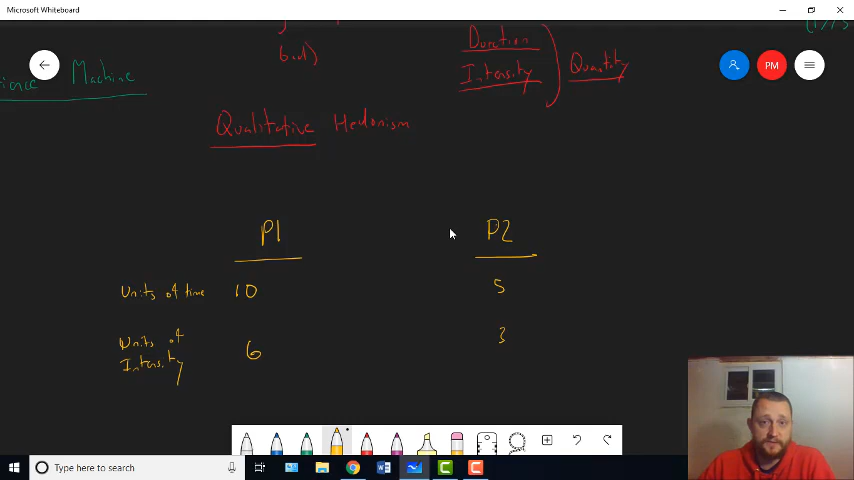 Microsoft Whiteboard
bad)
Duration
Intensity
Quantity
Machine
PM
Qualitative Hedonism
P1 P2
Units of time 10 5
Units of
Intensity 6 3
Type here to search